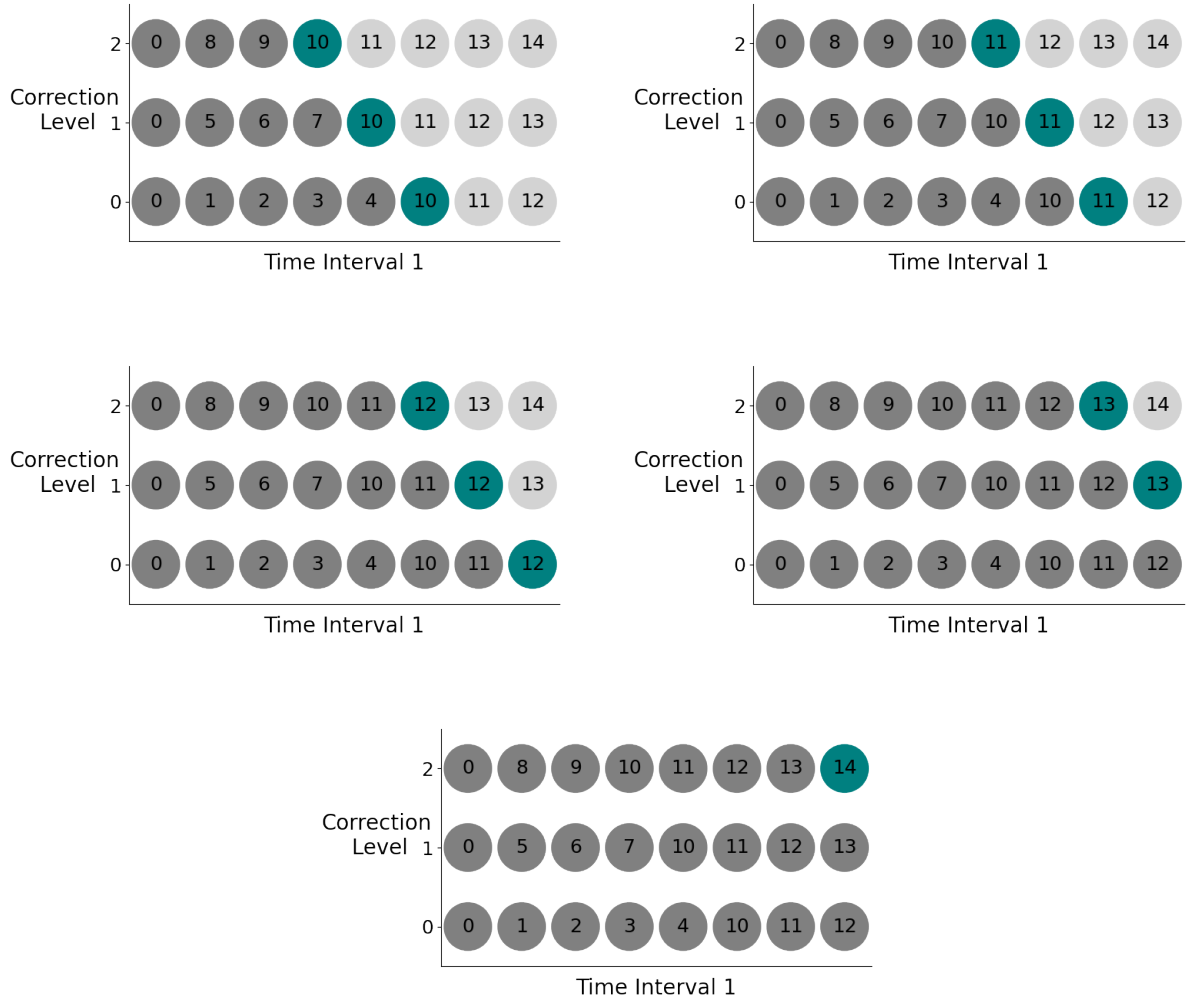 2 0 8 9 10 11 12 13 14
Correction
Level
1 0 5 6 7 10 11 12 13
0 0 1 2 3 4 10 11 12
Time Interval 1
2 0 8 9 10 11 12 13 14
Correction
Level
1 0 5 6 7 10 11 12 13
0 0 1 2 3 4 10 11 12
Time Interval 1
2 0 8 9 10 11 12 13 14
Correction
Level
1 0 5 6 7 10 11 12 13
0 0 1 2 3 4 10 11 12
Time Interval 1
2 0 8 9 10 11 12 13 14
Correction
Level
1 0 5 6 7 10 11 12 13
0 0 1 2 3 4 10 11 12
Time Interval 1
2 0 8 9 10 11 12 13 14
Correction
Level
1 0 5 6 7 10 11 12 13
0 0 1 2 3 4 10 11 12
Time Interval 1